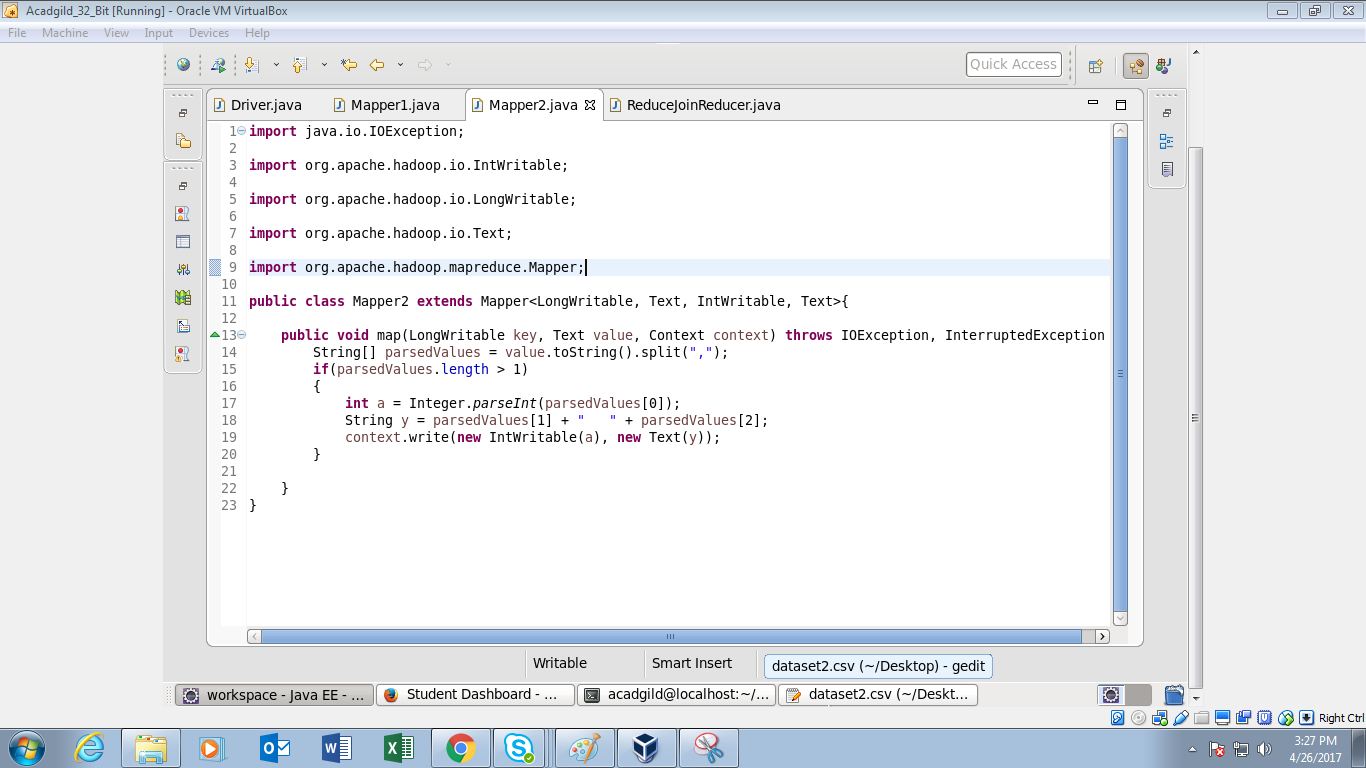 Acadgild_32_Bit [Running] - Oracle VM VirtualBox
File Machine View Input Devices Help
Quick Access
Driver.java Mapper1.java Mapper2.java ReduceJoinReducer.java
1 import java.io.IOException;
2
3 import org.apache.hadoop.io.IntWritable;
4
5 import org.apache.hadoop.io.LongWritable;
6
7 import org.apache.hadoop.io.Text;
8
9 import org.apache.hadoop.mapreduce.Mapper;
10
11 public class Mapper2 extends Mapper<LongWritable, Text, IntWritable, Text>{
12
13     public void map(LongWritable key, Text value, Context context) throws IOException, InterruptedException
14         String[] parsedValues = value.toString().split(",");
15         if(parsedValues.length > 1)
16         {
17             int a = Integer.parseInt(parsedValues[0]);
18             String y = parsedValues[1] + "   " + parsedValues[2];
19             context.write(new IntWritable(a), new Text(y));
20         }
21
22     }
23 }
Writable Smart Insert dataset2.csv (~/Desktop) - gedit
workspace - Java EE - ... Student Dashboard - ... acadgild@localhost:~/... dataset2.csv (~/Deskt...
Right Ctrl
3:27 PM
4/26/2017